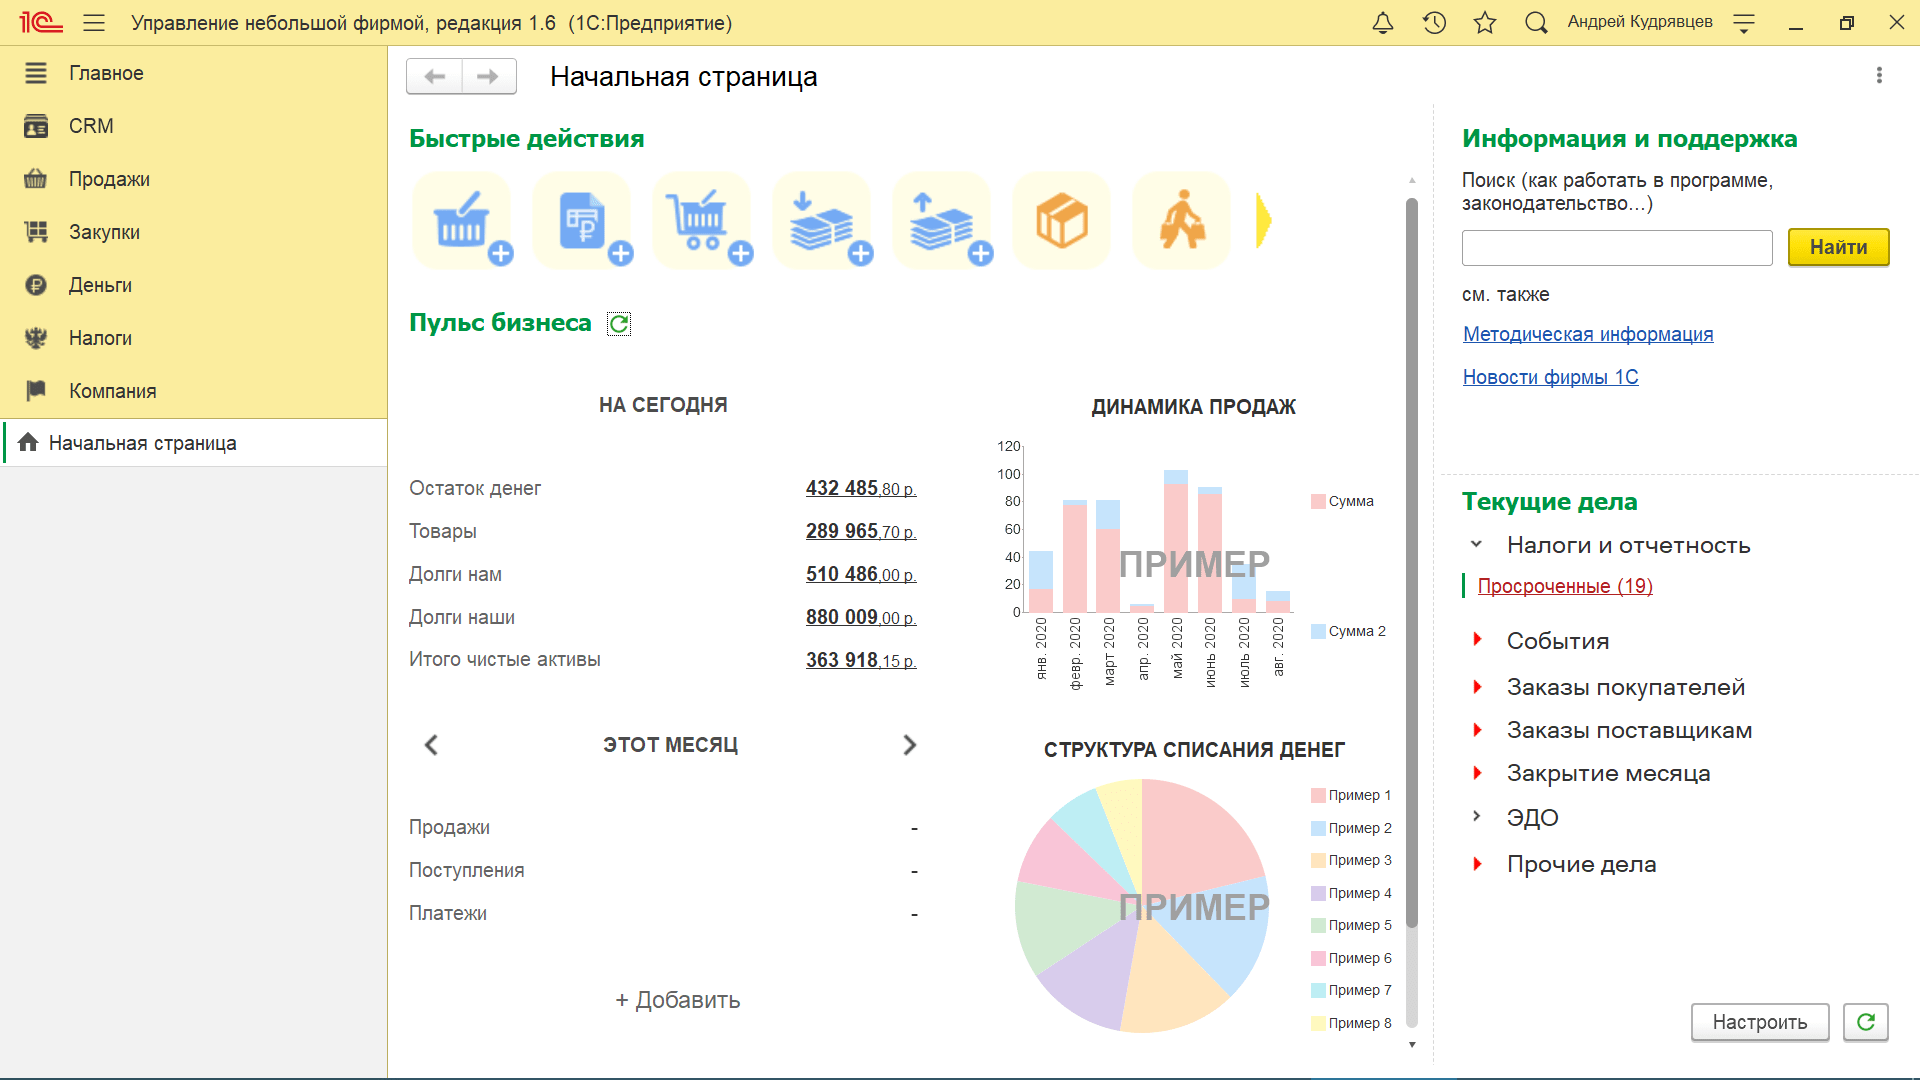 1С
Управление небольшой фирмой, редакция 1.6 (1С:Предприятие)
Андрей Кудрявцев
Главное
CRM
Продажи
Закупки
Деньги
Налоги
Компания
Начальная страница
Начальная страница
Быстрые действия
Пульс бизнеса
НА СЕГОДНЯ
Остаток денег 432 485,80 р.
Товары 289 965,70 р.
Долги нам 510 486,00 р.
Долги наши 880 009,00 р.
Итого чистые активы 363 918,15 р.
ЭТОТ МЕСЯЦ
Продажи -
Поступления -
Платежи -
+ Добавить
ДИНАМИКА ПРОДАЖ
120
100
80
60
40
20
0
ПРИМЕР
янв. 2020
февр. 2020
март 2020
апр. 2020
май 2020
июнь 2020
июль 2020
авг. 2020
Сумма
Сумма 2
СТРУКТУРА СПИСАНИЯ ДЕНЕГ
ПРИМЕР
Пример 1
Пример 2
Пример 3
Пример 4
Пример 5
Пример 6
Пример 7
Пример 8
Информация и поддержка
Поиск (как работать в программе,
законодательство...)
Найти
см. также
Методическая информация
Новости фирмы 1С
Текущие дела
Налоги и отчетность
Просроченные (19)
События
Заказы покупателей
Заказы поставщикам
Закрытие месяца
ЭДО
Прочие дела
Настроить